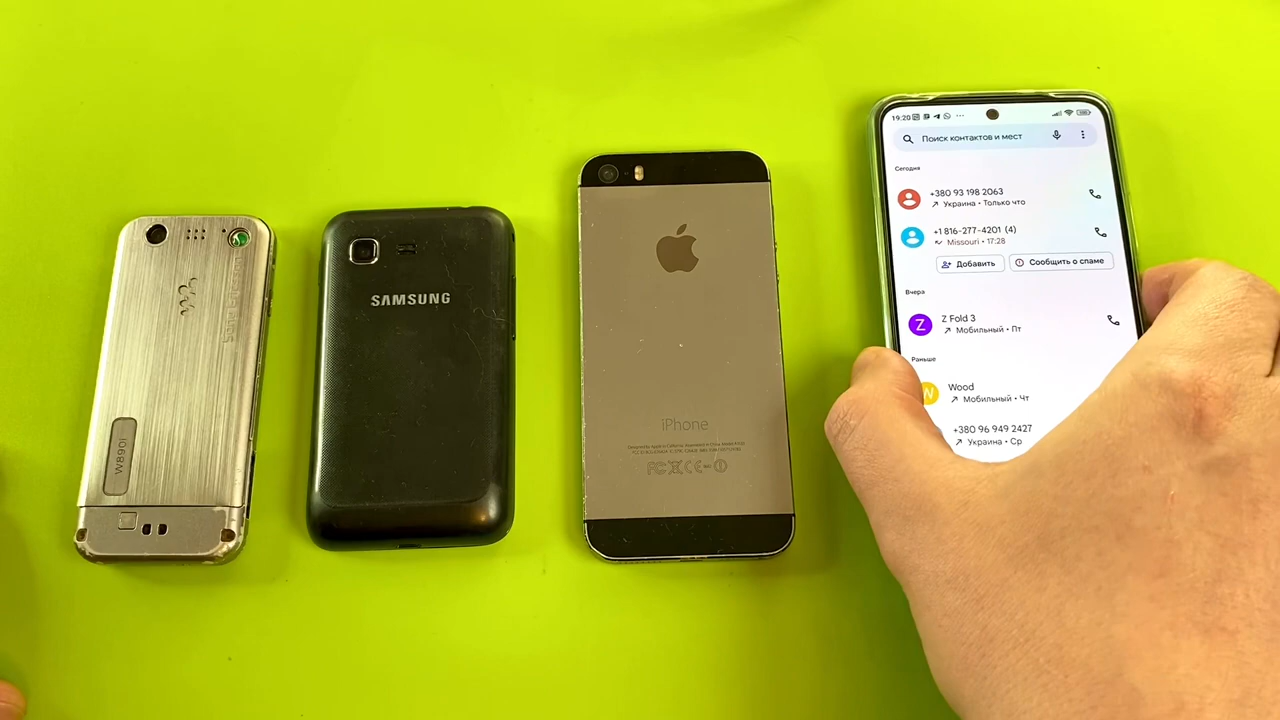 Sony Ericsson
W890i
SAMSUNG
iPhone
19:20
Поиск контактов и мест
Сегодня
+380 93 198 2063
Украина • Только что
+1 816-277-4201 (4)
Missouri • 17:28
Добавить
Сообщить о спаме
Вчера
Z
Z Fold 3
Мобильный • Пт
Раньше
W
Wood
Мобильный • Чт
+380 96 949 2427
Украина • Ср